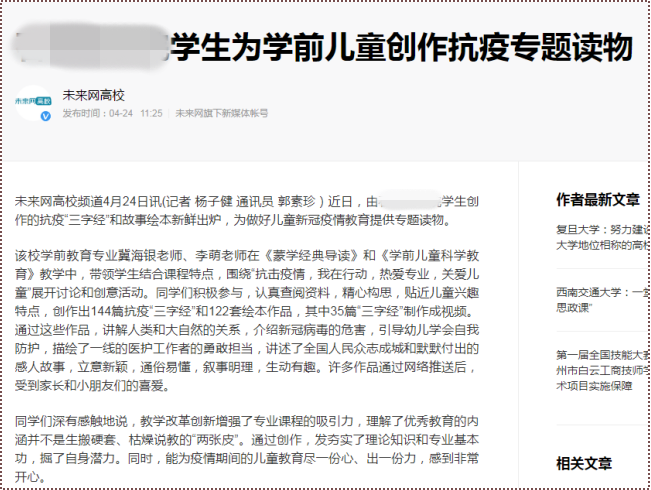 学生为学前儿童创作抗疫专题读物
未来网高校
未来网高校
发布时间：04-24 11:25 未来网旗下新媒体帐号
未来网高校频道4月24日讯(记者 杨子健 通讯员 郭素珍）近日，由
学生创
作的抗疫“三字经”和故事绘本新鲜出炉，为做好儿童新冠疫情教育提供专题读物。
该校学前教育专业冀海银老师、李萌老师在《蒙学经典导读》和《学前儿童科学教
育》教学中，带领学生结合课程特点，围绕“抗击疫情，我在行动，热爱专业，关爱儿
童”展开讨论和创意活动。同学们积极参与，认真查阅资料，精心构思，贴近儿童兴趣
特点，创作出144篇抗疫“三字经”和122套绘本作品，其中35篇“三字经”制作成视频。
通过这些作品，讲解人类和大自然的关系，介绍新冠病毒的危害，引导幼儿学会自我
防护，描绘了一线的医护工作者的勇敢担当，讲述了全国人民众志成城和默默付出的
感人故事，立意新颖，通俗易懂，叙事明理，生动有趣。许多作品通过网络推送后，
受到家长和小朋友们的喜爱。
同学们深有感触地说，教学改革创新增强了专业课程的吸引力，理解了优秀教育的内
涵并不是生搬硬套、枯燥说教的“两张皮”。通过创作，发夯实了理论知识和专业基本
功，掘了自身潜力。同时，能为疫情期间的儿童教育尽一份心、出一份力，感到非常
开心。
作者最新文章
复旦大学：努力建设
大学地位相称的高校
西南交通大学：一堂
思政课”
第一届全国技能大赛
州市白云工商技师学
术项目实施保障
相关文章